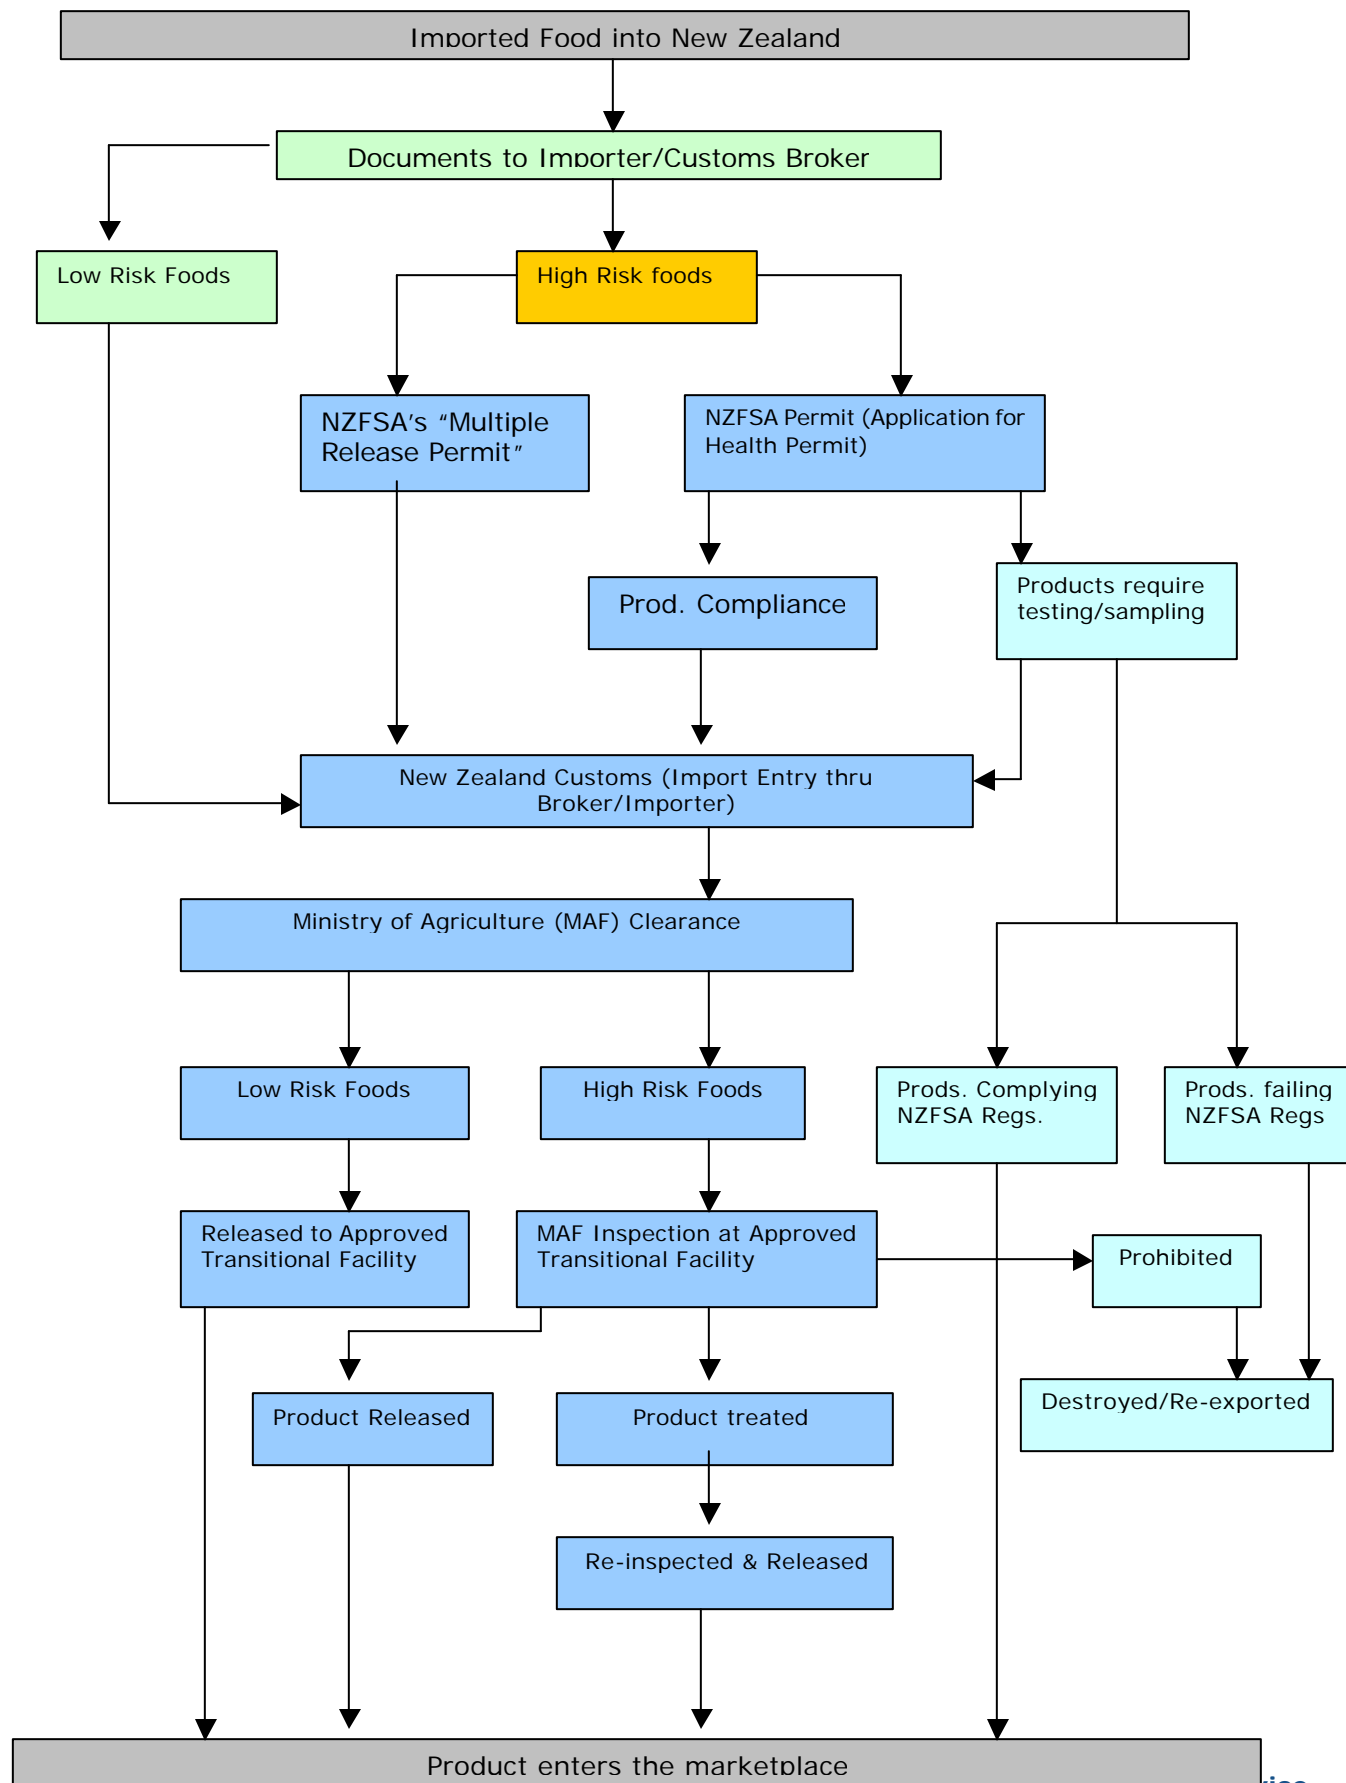 Imported Food into New Zealand
Documents to Importer/Customs Broker
Low Risk Foods
High Risk foods
NZFSA's "Multiple
Release Permit"
NZFSA Permit (Application for
Health Permit)
Prod. Compliance
Products require
testing/sampling
New Zealand Customs (Import Entry thru
Broker/Importer)
Ministry of Agriculture (MAF) Clearance
Low Risk Foods
High Risk Foods
Prods. Complying
NZFSA Regs.
Prods. failing
NZFSA Regs
Released to Approved
Transitional Facility
MAF Inspection at Approved
Transitional Facility
Prohibited
Product Released
Product treated
Destroyed/Re-exported
Re-inspected & Released
Product enters the marketplace